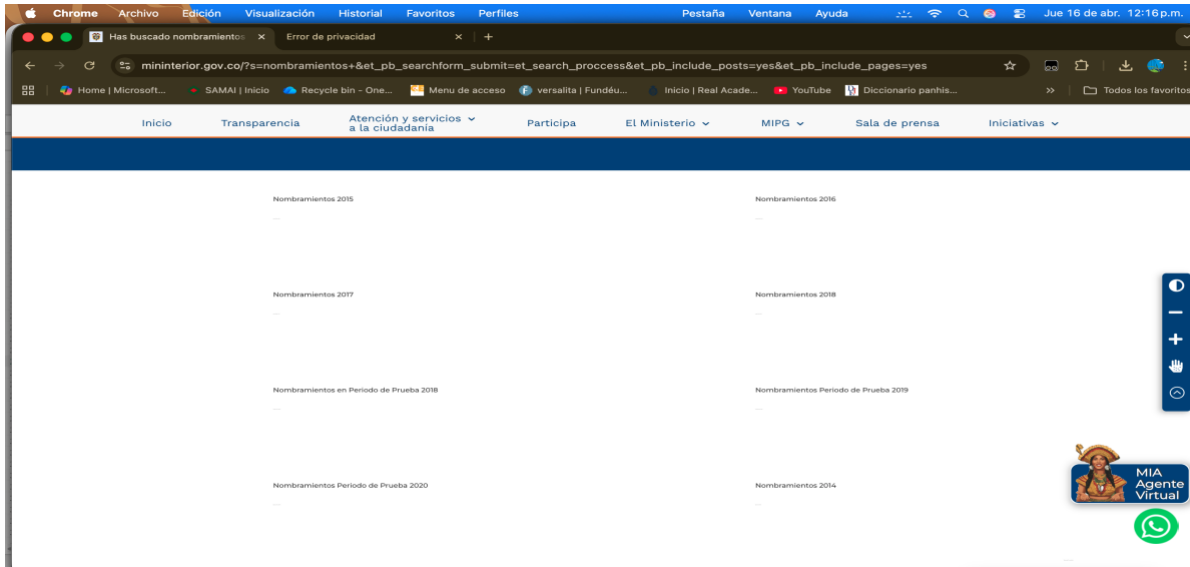 Chrome Archivo Edición Visualización Historial Favoritos Perfiles Pestaña Ventana Ayuda Jue 16 de abr. 12:16 p.m.
Has buscado nombramientos × Error de privacidad × +
mininterior.gov.co/?s=nombramientos+&et_pb_searchform_submit=et_search_proccess&et_pb_include_posts=yes&et_pb_include_pages=yes
Home | Microsoft... SAMAI | Inicio Recycle bin - One... Menu de acceso versalita | Fundéu... Inicio | Real Acade... YouTube Diccionario panhis... » Todos los favoritos
Inicio Transparencia Atención y servicios a la ciudadanía Participa El Ministerio MIPG Sala de prensa Iniciativas
Nombramientos 2015 Nombramientos 2016
Nombramientos 2017 Nombramientos 2018
Nombramientos en Periodo de Prueba 2018 Nombramientos Periodo de Prueba 2019
Nombramientos Periodo de Prueba 2020 Nombramientos 2014
MIA
Agente
Virtual